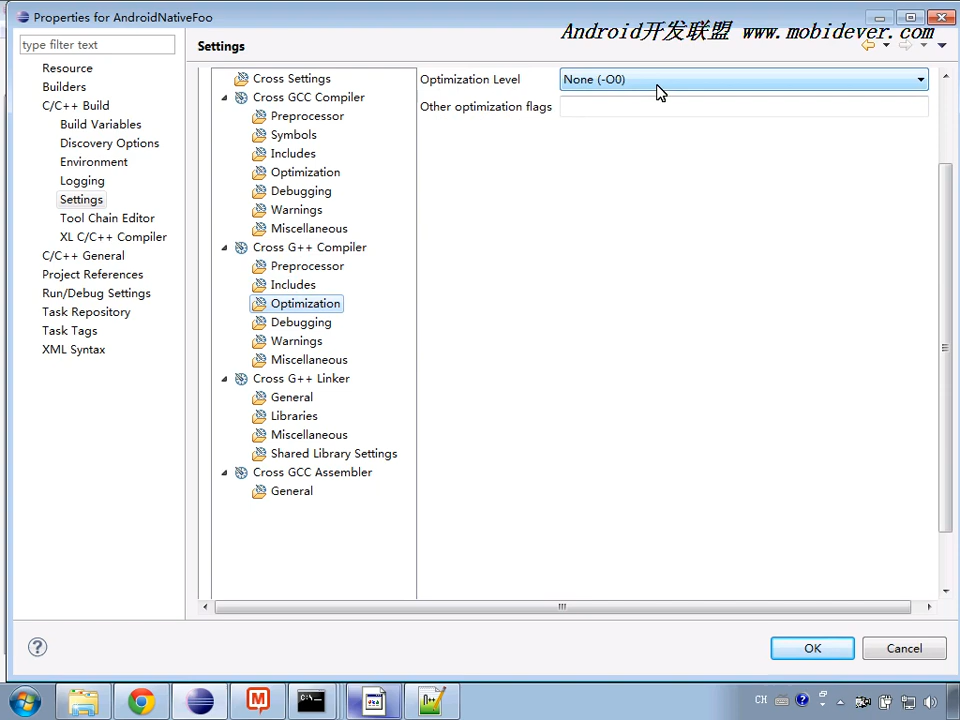 Properties for AndroidNativeFoo
Android开发联盟 www.mobidever.com
type filter text
Settings
Resource
Builders
C/C++ Build
Build Variables
Discovery Options
Environment
Logging
Settings
Tool Chain Editor
XL C/C++ Compiler
C/C++ General
Project References
Run/Debug Settings
Task Repository
Task Tags
XML Syntax
Cross Settings
Cross GCC Compiler
Preprocessor
Symbols
Includes
Optimization
Debugging
Warnings
Miscellaneous
Cross G++ Compiler
Preprocessor
Includes
Optimization
Debugging
Warnings
Miscellaneous
Cross G++ Linker
General
Libraries
Miscellaneous
Shared Library Settings
Cross GCC Assembler
General
Optimization Level
None (-O0)
Other optimization flags
OK
Cancel
CH